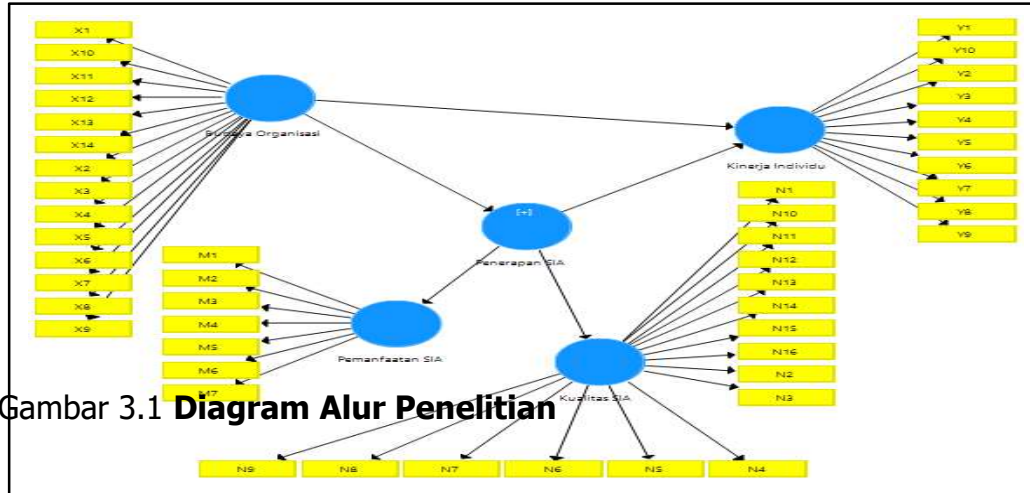 X1
X10
X11
X12
X13
X14
X2
X3
X4
X5
X6
X7
X8
X9
Budaya Organisasi
Y1
Y10
Y2
Y3
Y4
Y5
Y6
Y7
Y8
Y9
Kinerja Individu
[+]
Penerapan SIA
M1
M2
M3
M4
M5
M6
M7
Pemanfaatan SIA
N1
N10
N11
N12
N13
N14
N15
N16
N2
N3
Kualitas SIA
Gambar 3.1 Diagram Alur Penelitian
N9
N8
N7
N6
N5
N4